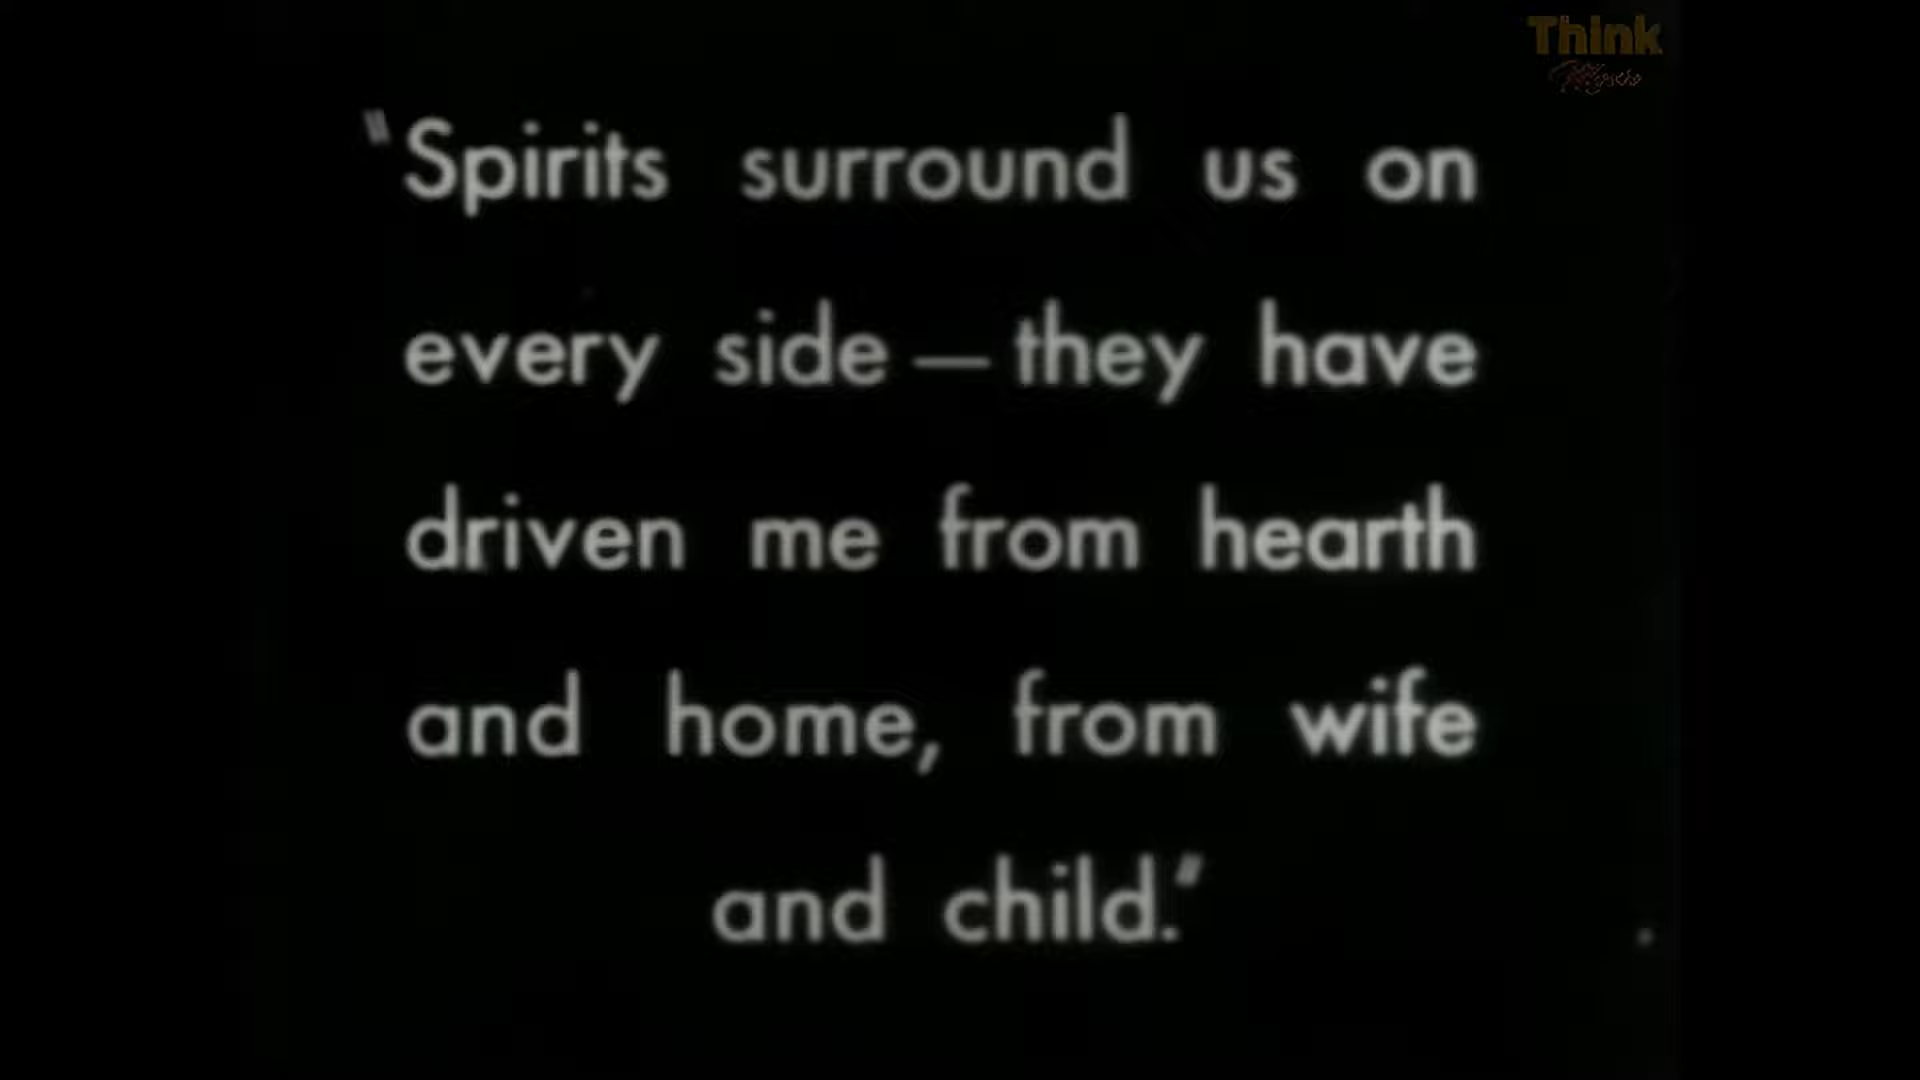 Think
"Spirits surround us on
every side — they have
driven me from hearth
and home, from wife
and child."